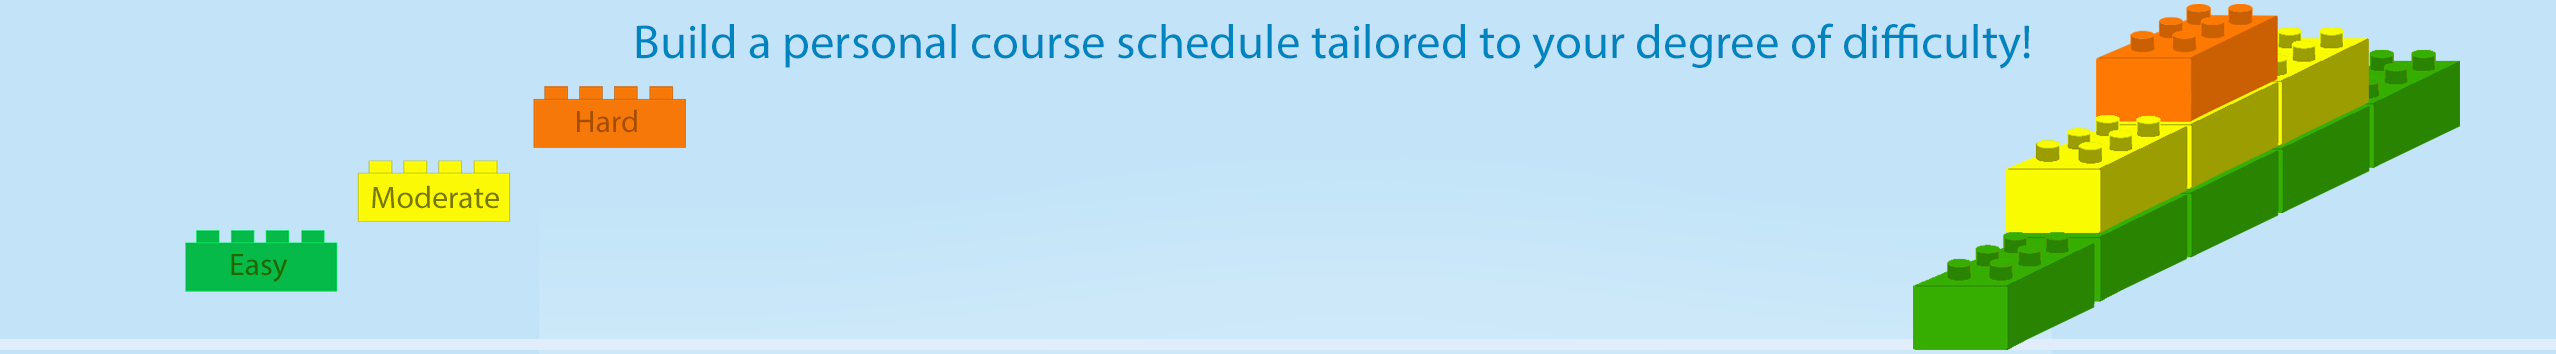 Build a personal course schedule tailored to your degree of difficulty!
Hard
Moderate
Easy